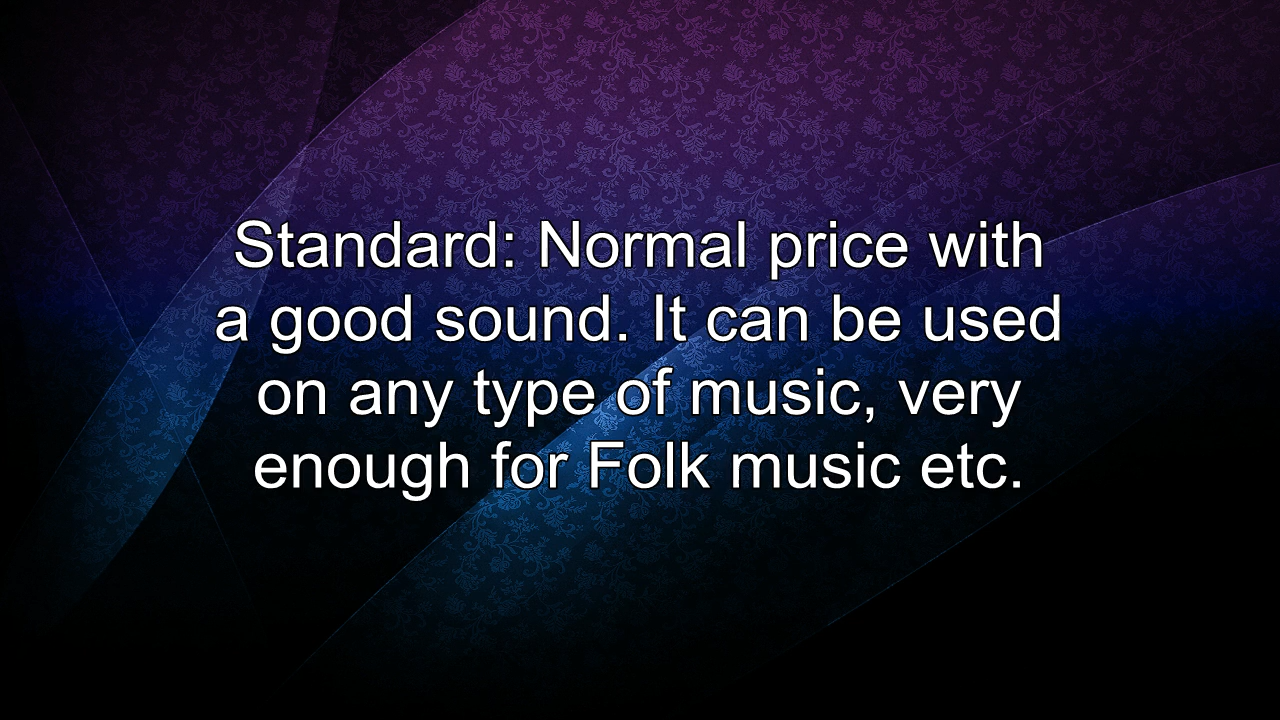 Standard: Normal price with
a good sound. It can be used
on any type of music, very
enough for Folk music etc.